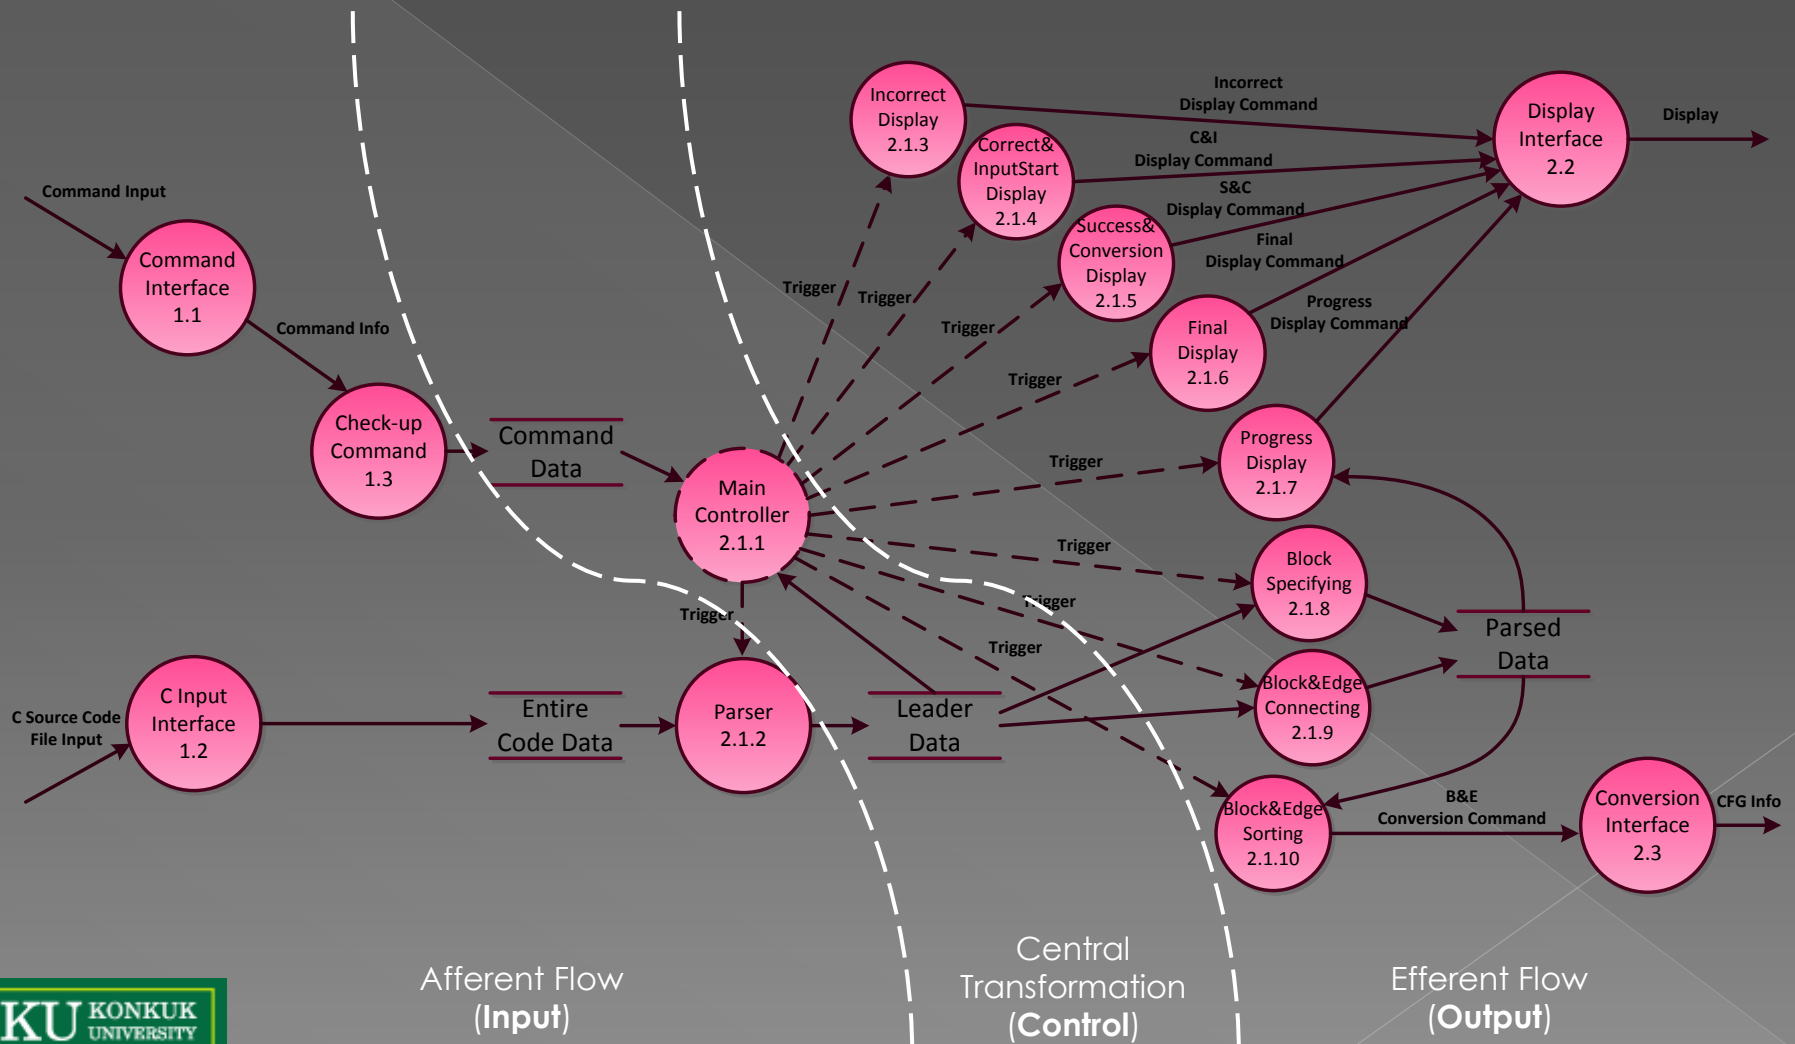 Command Input
Command
Interface
1.1
Command Info
Check-up
Command
1.3
Command
Data
C Source Code
File Input
C Input
Interface
1.2
Entire
Code Data
Main
Controller
2.1.1
Trigger
Parser
2.1.2
Leader
Data
Trigger
Trigger
Trigger
Trigger
Trigger
Trigger
Trigger
Trigger
Incorrect
Display
2.1.3
Correct&
InputStart
Display
2.1.4
Success&
Conversion
Display
2.1.5
Final
Display
2.1.6
Progress
Display
2.1.7
Block
Specifying
2.1.8
Block&Edge
Connecting
2.1.9
Block&Edge
Sorting
2.1.10
Incorrect
Display Command
C&I
Display Command
S&C
Display Command
Final
Display Command
Progress
Display Command
Display
Interface
2.2
Display
Parsed
Data
B&E
Conversion Command
Conversion
Interface
2.3
CFG Info
Afferent Flow
(Input)
Central
Transformation
(Control)
Efferent Flow
(Output)
KU KONKUK
UNIVERSITY